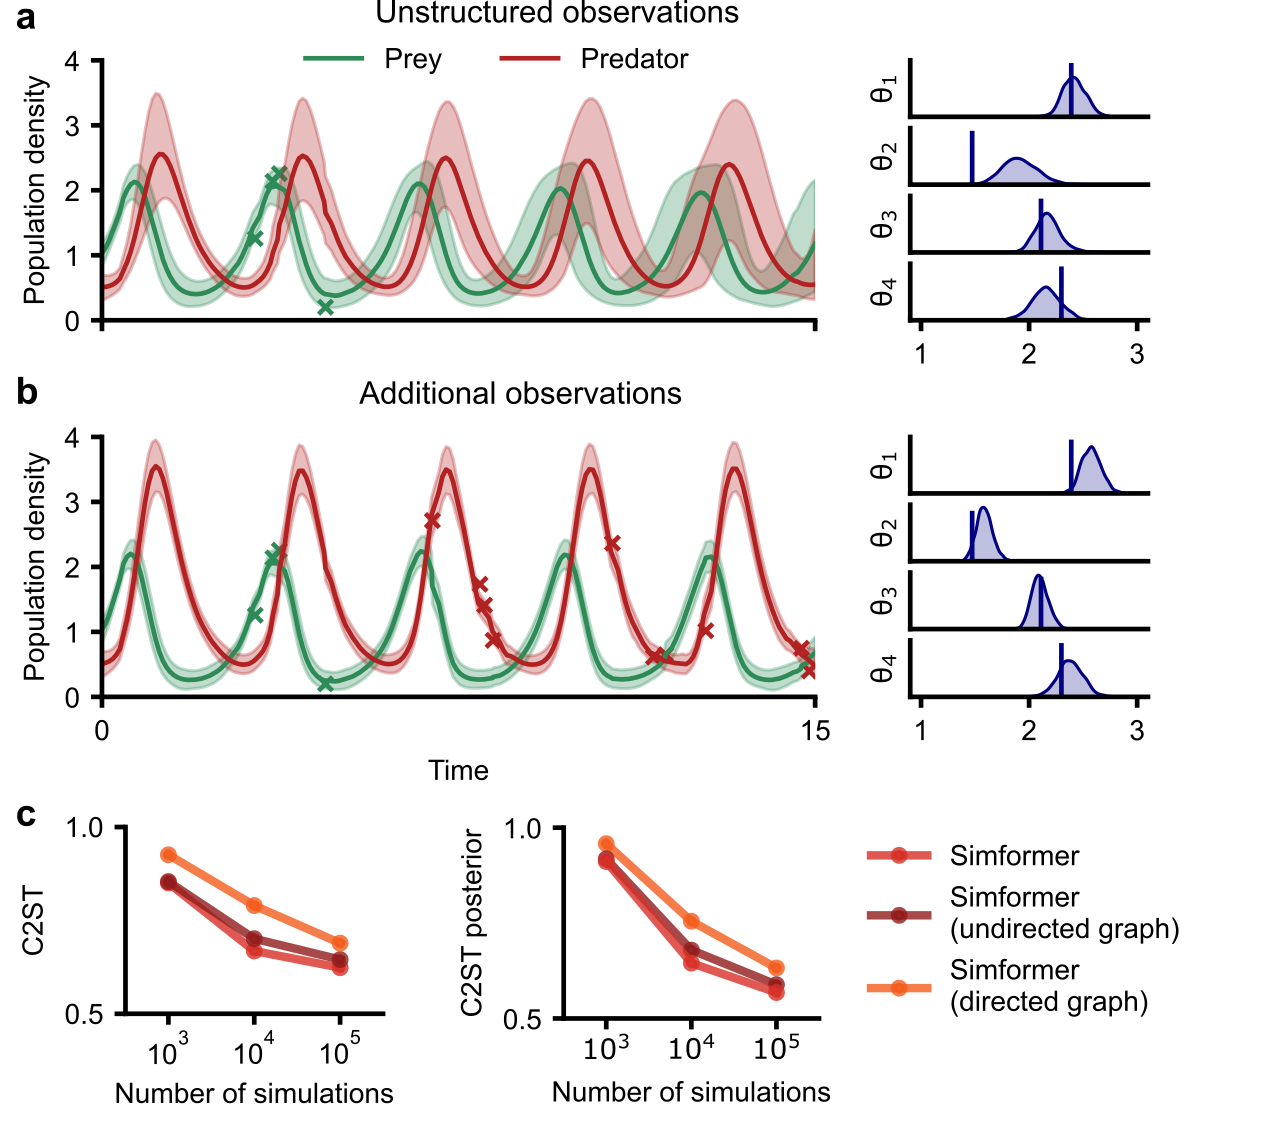 a
Unstructured observations
Prey
Predator
Population density
4
3
2
1
0
θ1
θ2
θ3
θ4
1 2 3
b
Additional observations
Population density
4
3
2
1
0
0 15
Time
θ1
θ2
θ3
θ4
1 2 3
c
C2ST
1.0
0.5
10³ 10⁴ 10⁵
Number of simulations
C2ST posterior
1.0
0.5
10³ 10⁴ 10⁵
Number of simulations
Simformer
Simformer
(undirected graph)
Simformer
(directed graph)